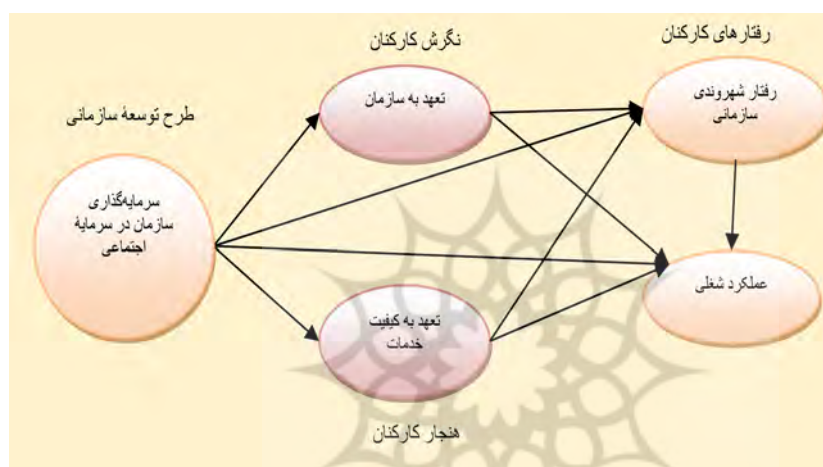 رفتارهای کارکنان
نگرش کارکنان
طرح توسعهٔ سازمانی
رفتار شهروندی
سازمانی
تعهد به سازمان
سرمایه‌گذاری
سازمان در سرمایهٔ
اجتماعی
عملکرد شغلی
تعهد به کیفیت
خدمات
هنجار کارکنان